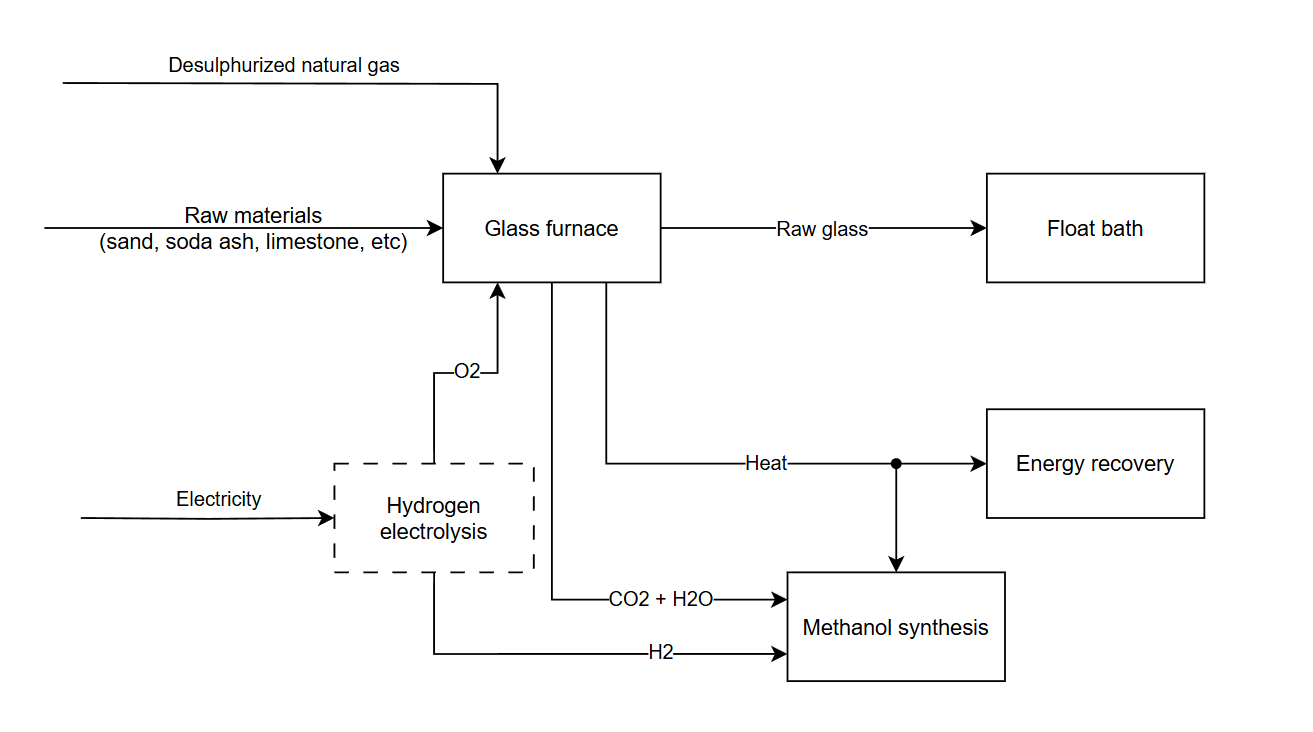 Desulphurized natural gas
Raw materials
(sand, soda ash, limestone, etc)
Glass furnace
Raw glass
Float bath
O2
Heat
Energy recovery
Electricity
Hydrogen
electrolysis
CO2 + H2O
Methanol synthesis
H2